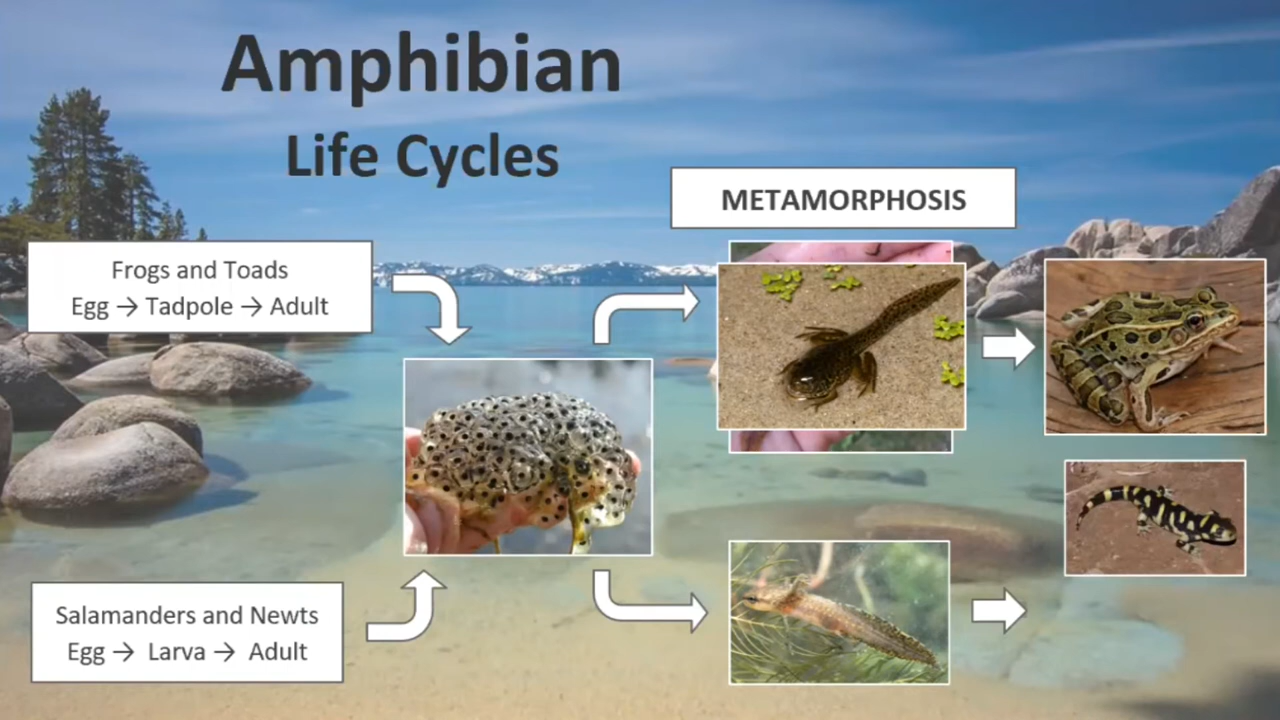 Amphibian
Life Cycles
METAMORPHOSIS
Frogs and Toads
Egg → Tadpole → Adult
Salamanders and Newts
Egg → Larva → Adult